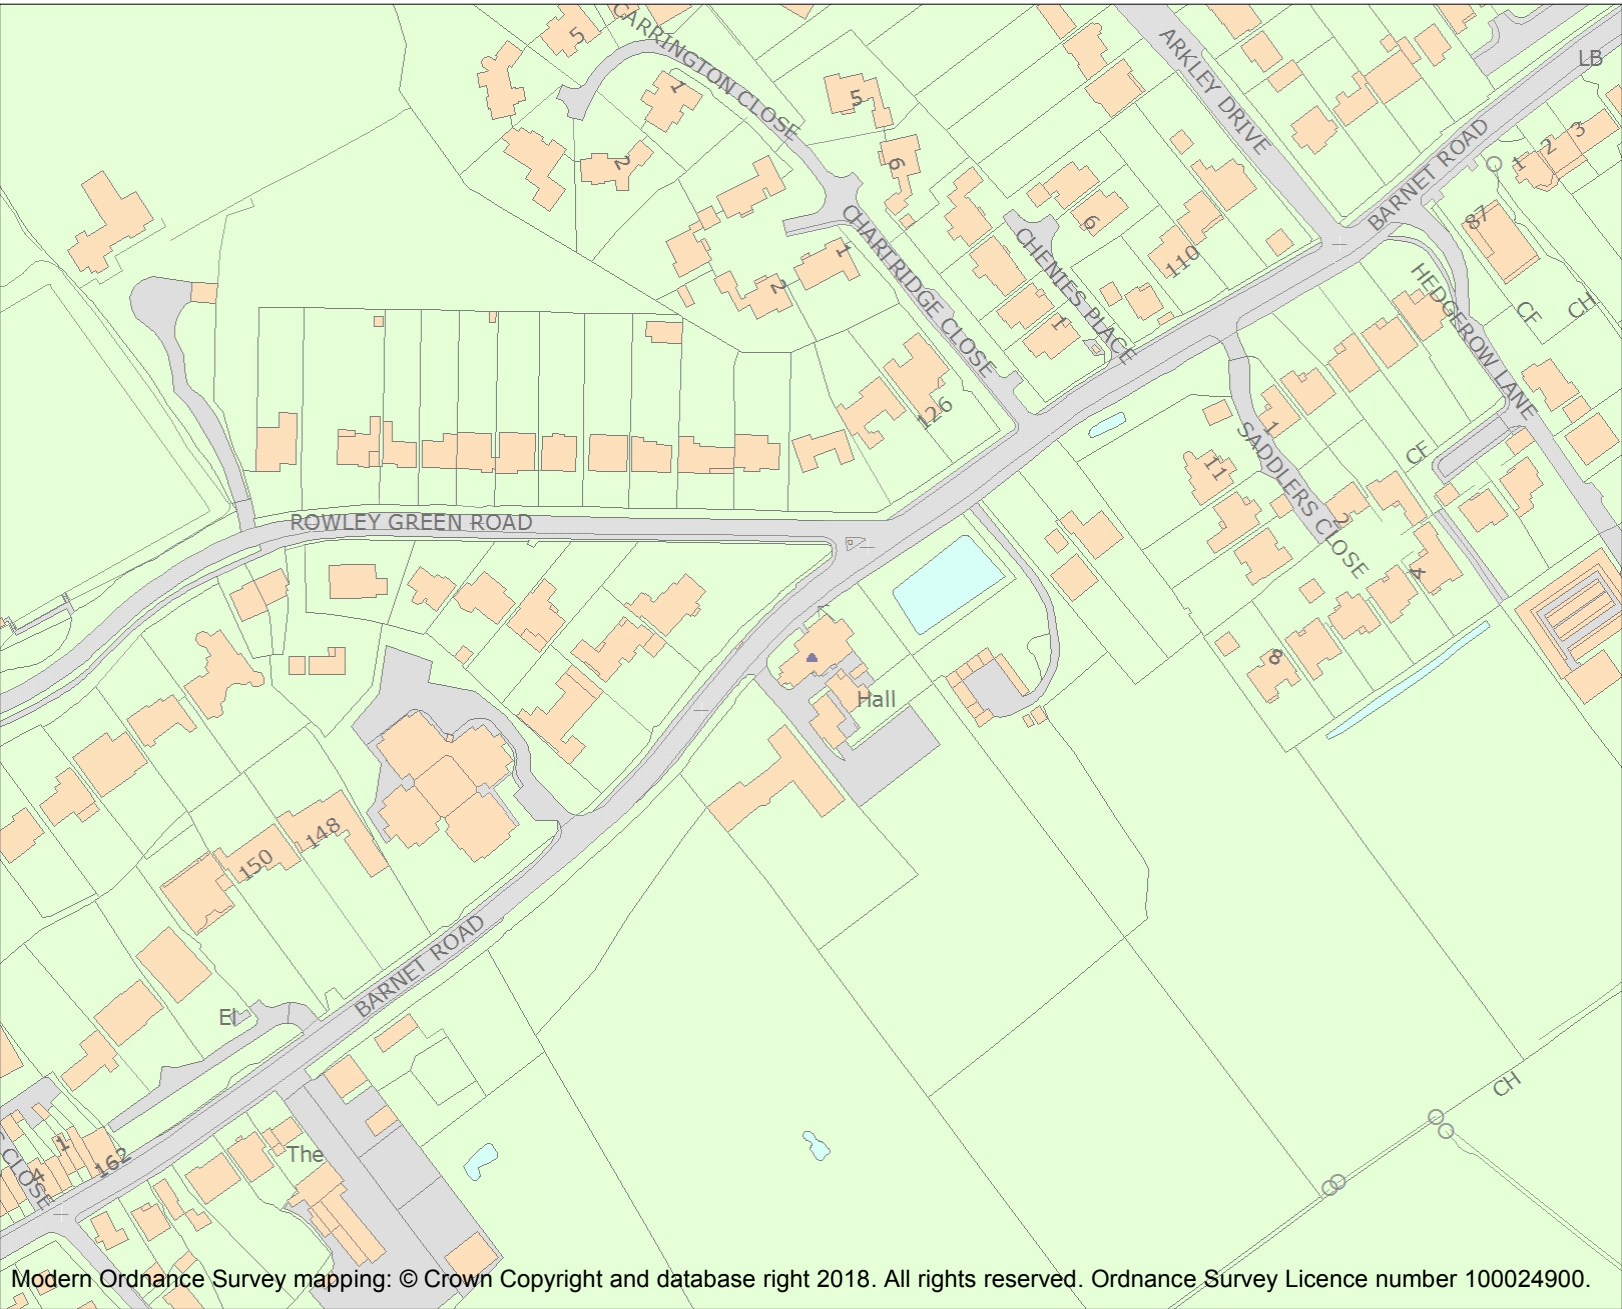 CARRINGTON CLOSE
5
1
2
5
6
ARKLEY DRIVE
LB
BARNET ROAD
1
2
3
87
CHARTRIDGE CLOSE
1
2
CHENIES PLACE
6
110
1
HEDGEROW LANE
CF
CH
126
SADDLERS CLOSE
1
11
2
4
8
CF
ROWLEY GREEN ROAD
Hall
148
150
BARNET ROAD
El
The
162
1
4
CLOSE
CH
Modern Ordnance Survey mapping: © Crown Copyright and database right 2018. All rights reserved. Ordnance Survey Licence number 100024900.